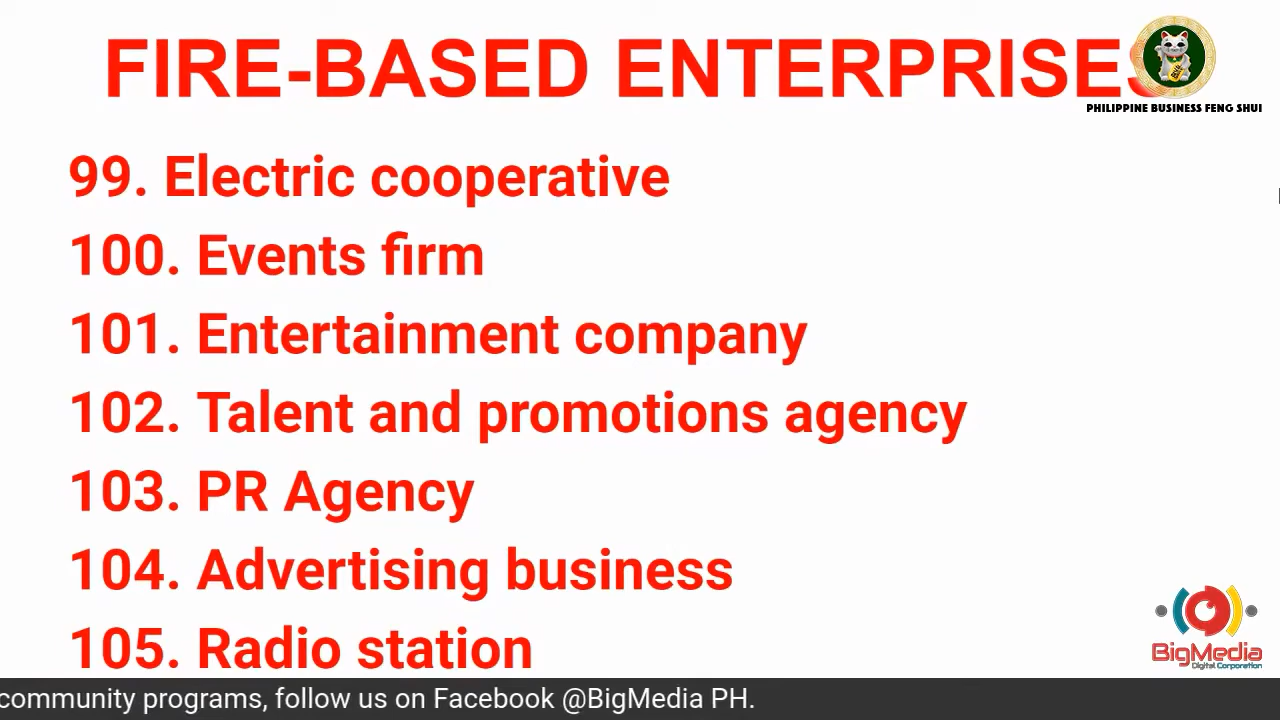 FIRE-BASED ENTERPRISES
PHILIPPINE BUSINESS FENG SHUI
99. Electric cooperative
100. Events firm
101. Entertainment company
102. Talent and promotions agency
103. PR Agency
104. Advertising business
105. Radio station
BigMedia
Digital Corporation
community programs, follow us on Facebook @BigMedia PH.